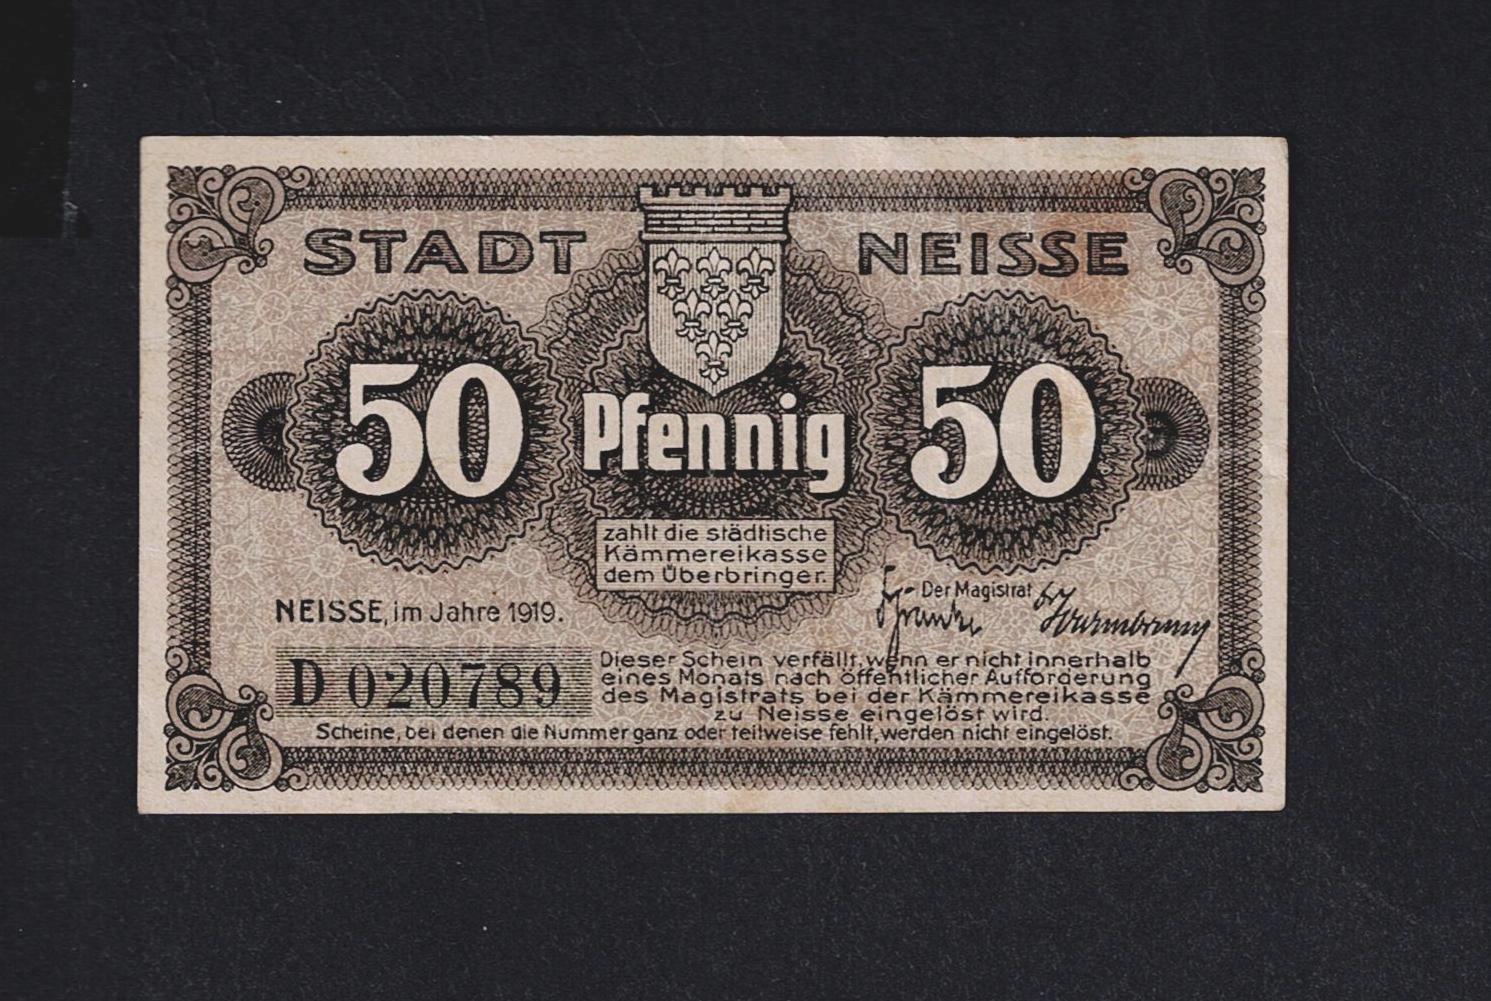 STADT NEISSE
50 Pfennig 50
zahlt die städtische
Kämmereikasse
dem Überbringer.
NEISSE, im Jahre 1919.
Der Magistrat
D 020789
Dieser Schein verfällt, wenn er nicht innerhalb
eines Monats nach öffentlicher Aufforderung
des Magistrats bei der Kämmereikasse
zu Neisse eingelöst wird.
Scheine, bei denen die Nummer ganz oder teilweise fehlt, werden nicht eingelöst.